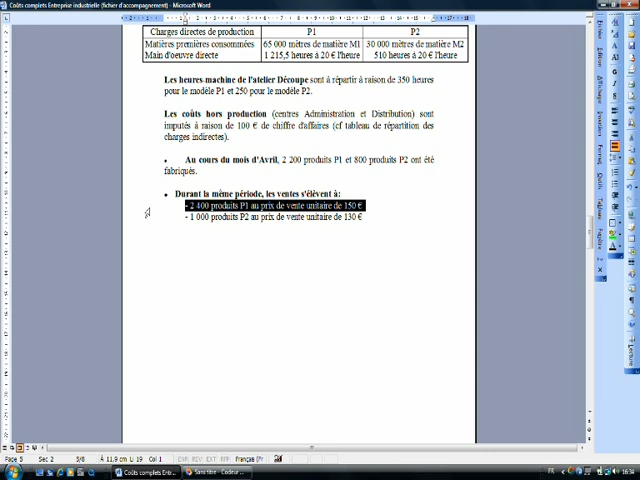 Coûts complets Entreprise industrielle (fichier d'accompagnement) - Microsoft Word
Charges directes de production P1 P2
Matières premières consommées 65 000 mètres de matière M1 30 000 mètres de matière M2
Main d'oeuvre directe 1 215,5 heures à 20 € l'heure 510 heures à 20 € l'heure
Les heures-machine de l'atelier Découpe sont à répartir à raison de 350 heures
pour le modèle P1 et 250 pour le modèle P2.
Les coûts hors production (centres Administration et Distribution) sont
imputés à raison de 100 € de chiffre d'affaires (cf tableau de répartition des
charges indirectes).
• Au cours du mois d'Avril, 2 200 produits P1 et 800 produits P2 ont été
fabriqués.
• Durant la même période, les ventes s'élèvent à:
- 2 400 produits P1 au prix de vente unitaire de 150 €
- 1 000 produits P2 au prix de vente unitaire de 130 €
Page 5 Sec 2 5/8 À 11,9 cm Li 19 Col 1 Français (Fr
Coûts complets Entr... Sans titre - Codeur ... FR 16:34